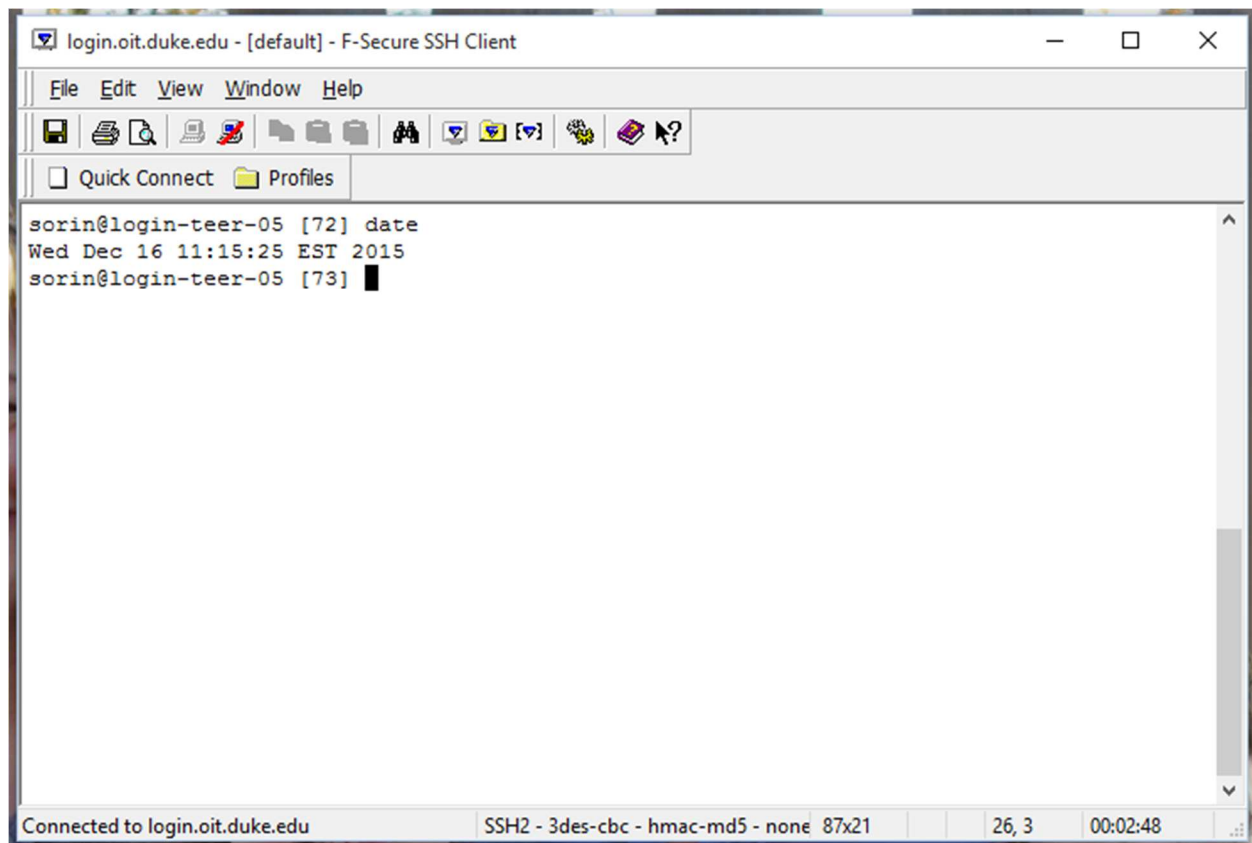 login.oit.duke.edu - [default] - F-Secure SSH Client
File Edit View Window Help
Quick Connect Profiles
sorin@login-teer-05 [72] date
Wed Dec 16 11:15:25 EST 2015
sorin@login-teer-05 [73]
Connected to login.oit.duke.edu SSH2 - 3des-cbc - hmac-md5 - none 87x21 26, 3 00:02:48